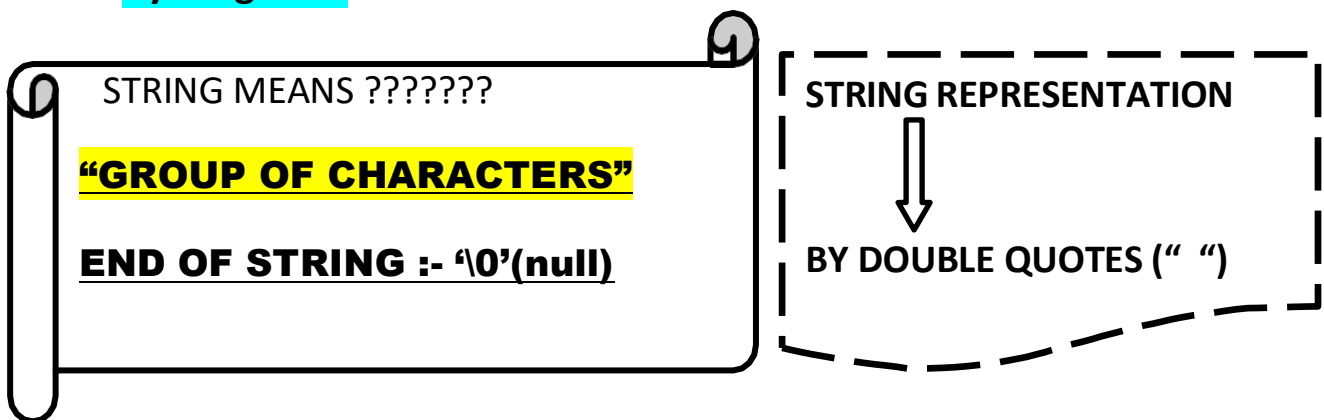 STRING MEANS ???????
“GROUP OF CHARACTERS”
END OF STRING :- ‘\0’(null)
STRING REPRESENTATION
BY DOUBLE QUOTES (“ “)